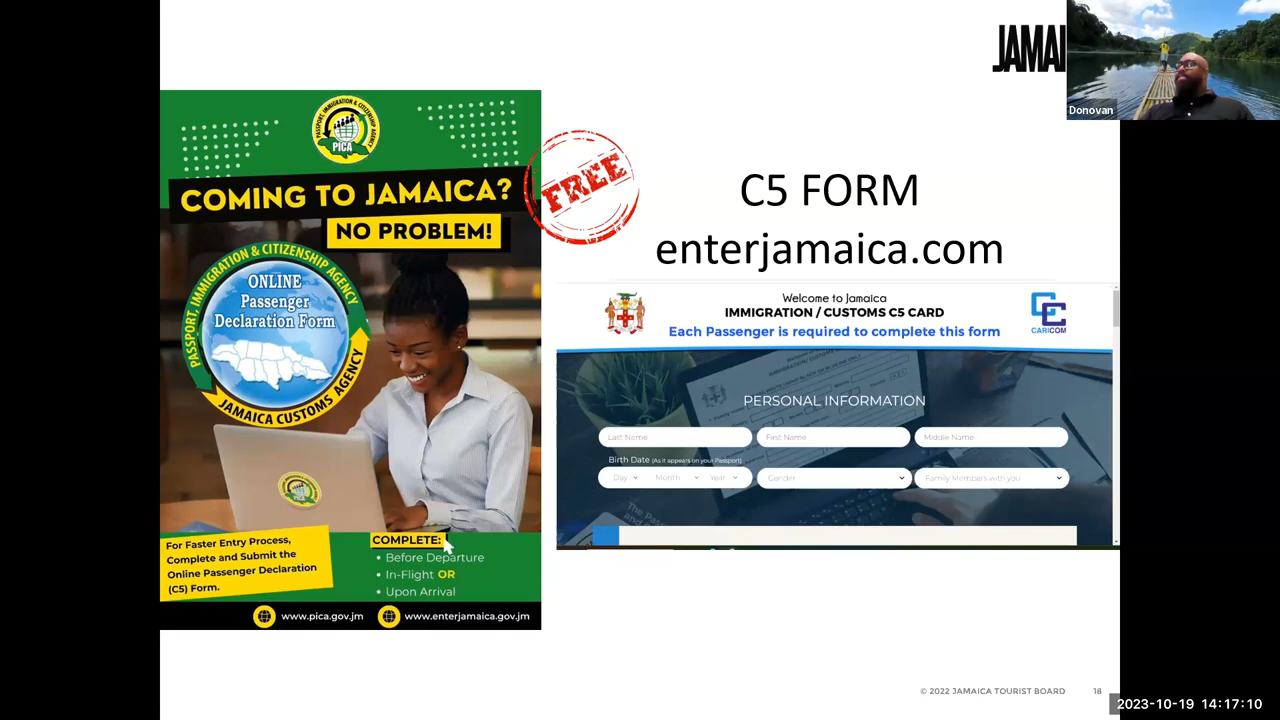 JAMAI
Donovan
PASSPORT, IMMIGRATION & CITIZENSHIP AGENCY
PICA
COMING TO JAMAICA?
NO PROBLEM!
FREE
PASSPORT, IMMIGRATION & CITIZENSHIP AGENCY
ONLINE
Passenger
Declaration Form
JAMAICA CUSTOMS AGENCY
For Faster Entry Process,
Complete and Submit the
Online Passenger Declaration
(C5) Form.
COMPLETE:
• Before Departure
• In-Flight OR
• Upon Arrival
www.pica.gov.jm
www.enterjamaica.gov.jm
C5 FORM
enterjamaica.com
Welcome to Jamaica
IMMIGRATION / CUSTOMS C5 CARD
Each Passenger is required to complete this form
CARICOM
PERSONAL INFORMATION
Last Name First Name Middle Name
Birth Date (As it appears on your Passport)
Day Month Year Gender Family Members with you
© 2022 JAMAICA TOURIST BOARD 18
2023-10-19 14:17:10